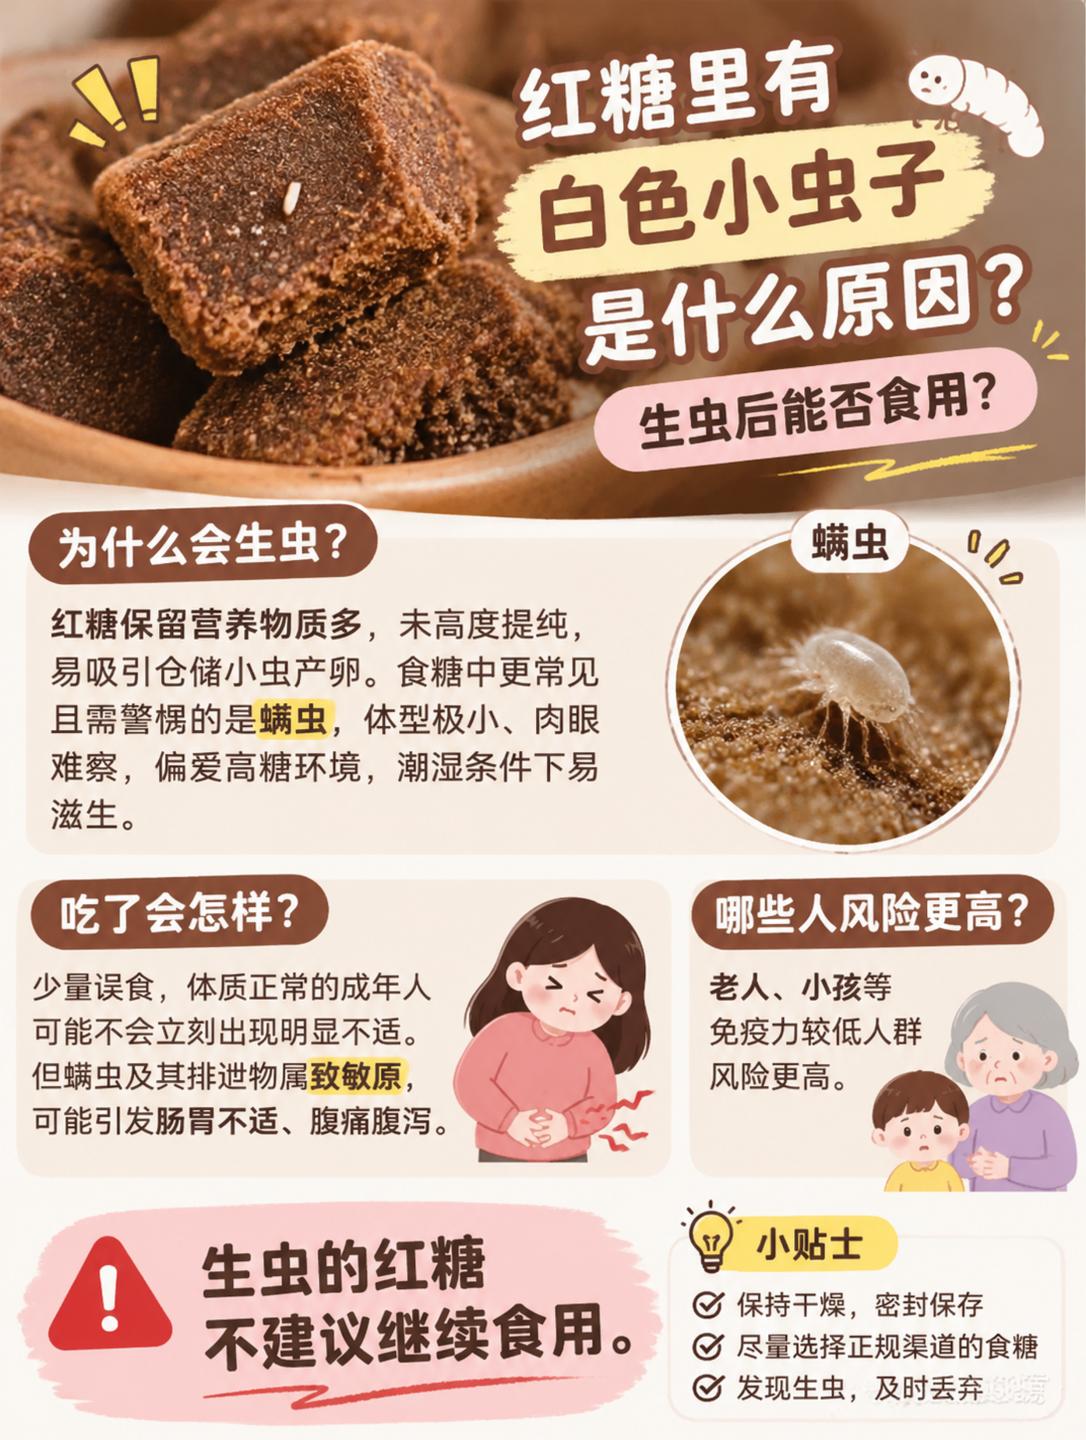 红糖里有
白色小虫子
是什么原因？
生虫后能否食用？
为什么会生虫？
螨虫
红糖保留营养物质多，未高度提纯，
易吸引仓储小虫产卵。食糖中更常见
且需警楞的是螨虫，体型极小、肉眼
难察，偏爱高糖环境，潮湿条件下易
滋生。
吃了会怎样？
少量误食，体质正常的成年人
可能不会立刻出现明显不适。
但螨虫及其排泄物属致敏原，
可能引发肠胃不适、腹痛腹泻。
哪些人风险更高？
老人、小孩等
免疫力较低人群
风险更高。
生虫的红糖
不建议继续食用。
小贴士
保持干燥，密封保存
尽量选择正规渠道的食糖
发现生虫，及时丢弃